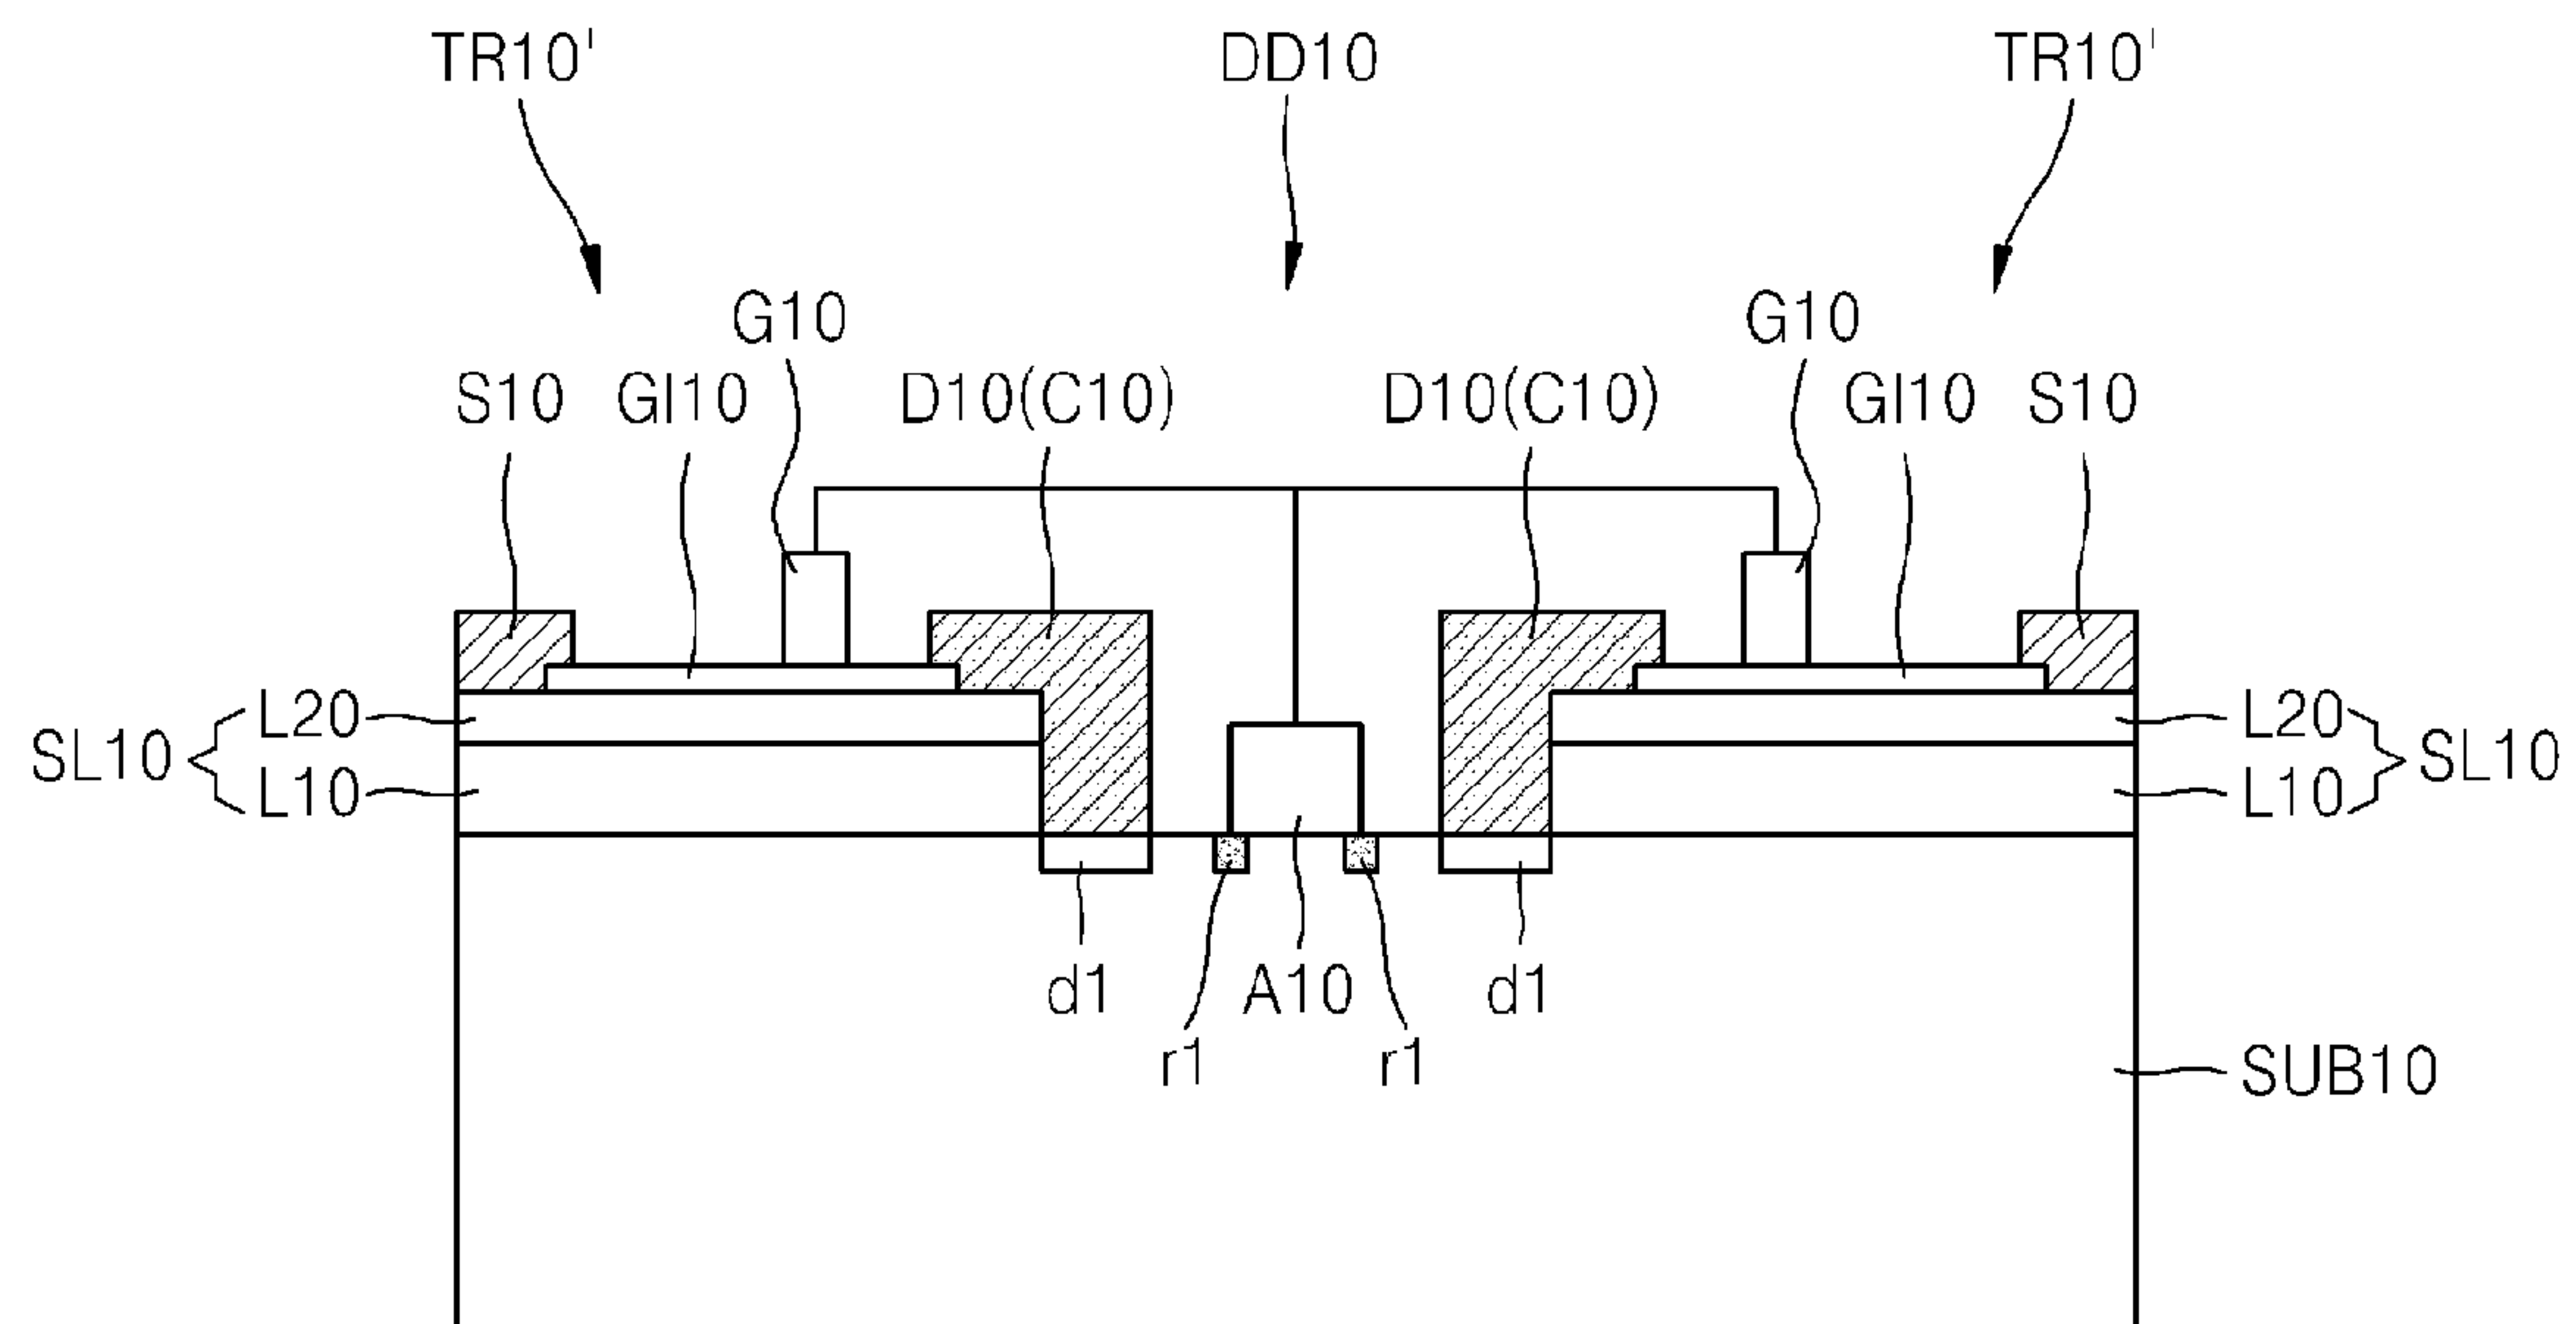 TR10' DD10 TR10'
G10 G10
S10 GI10 D10(C10) D10(C10) GI10 S10
L20 L20
SL10 SL10
L10 L10
d1 A10 d1
r1 r1
SUB10